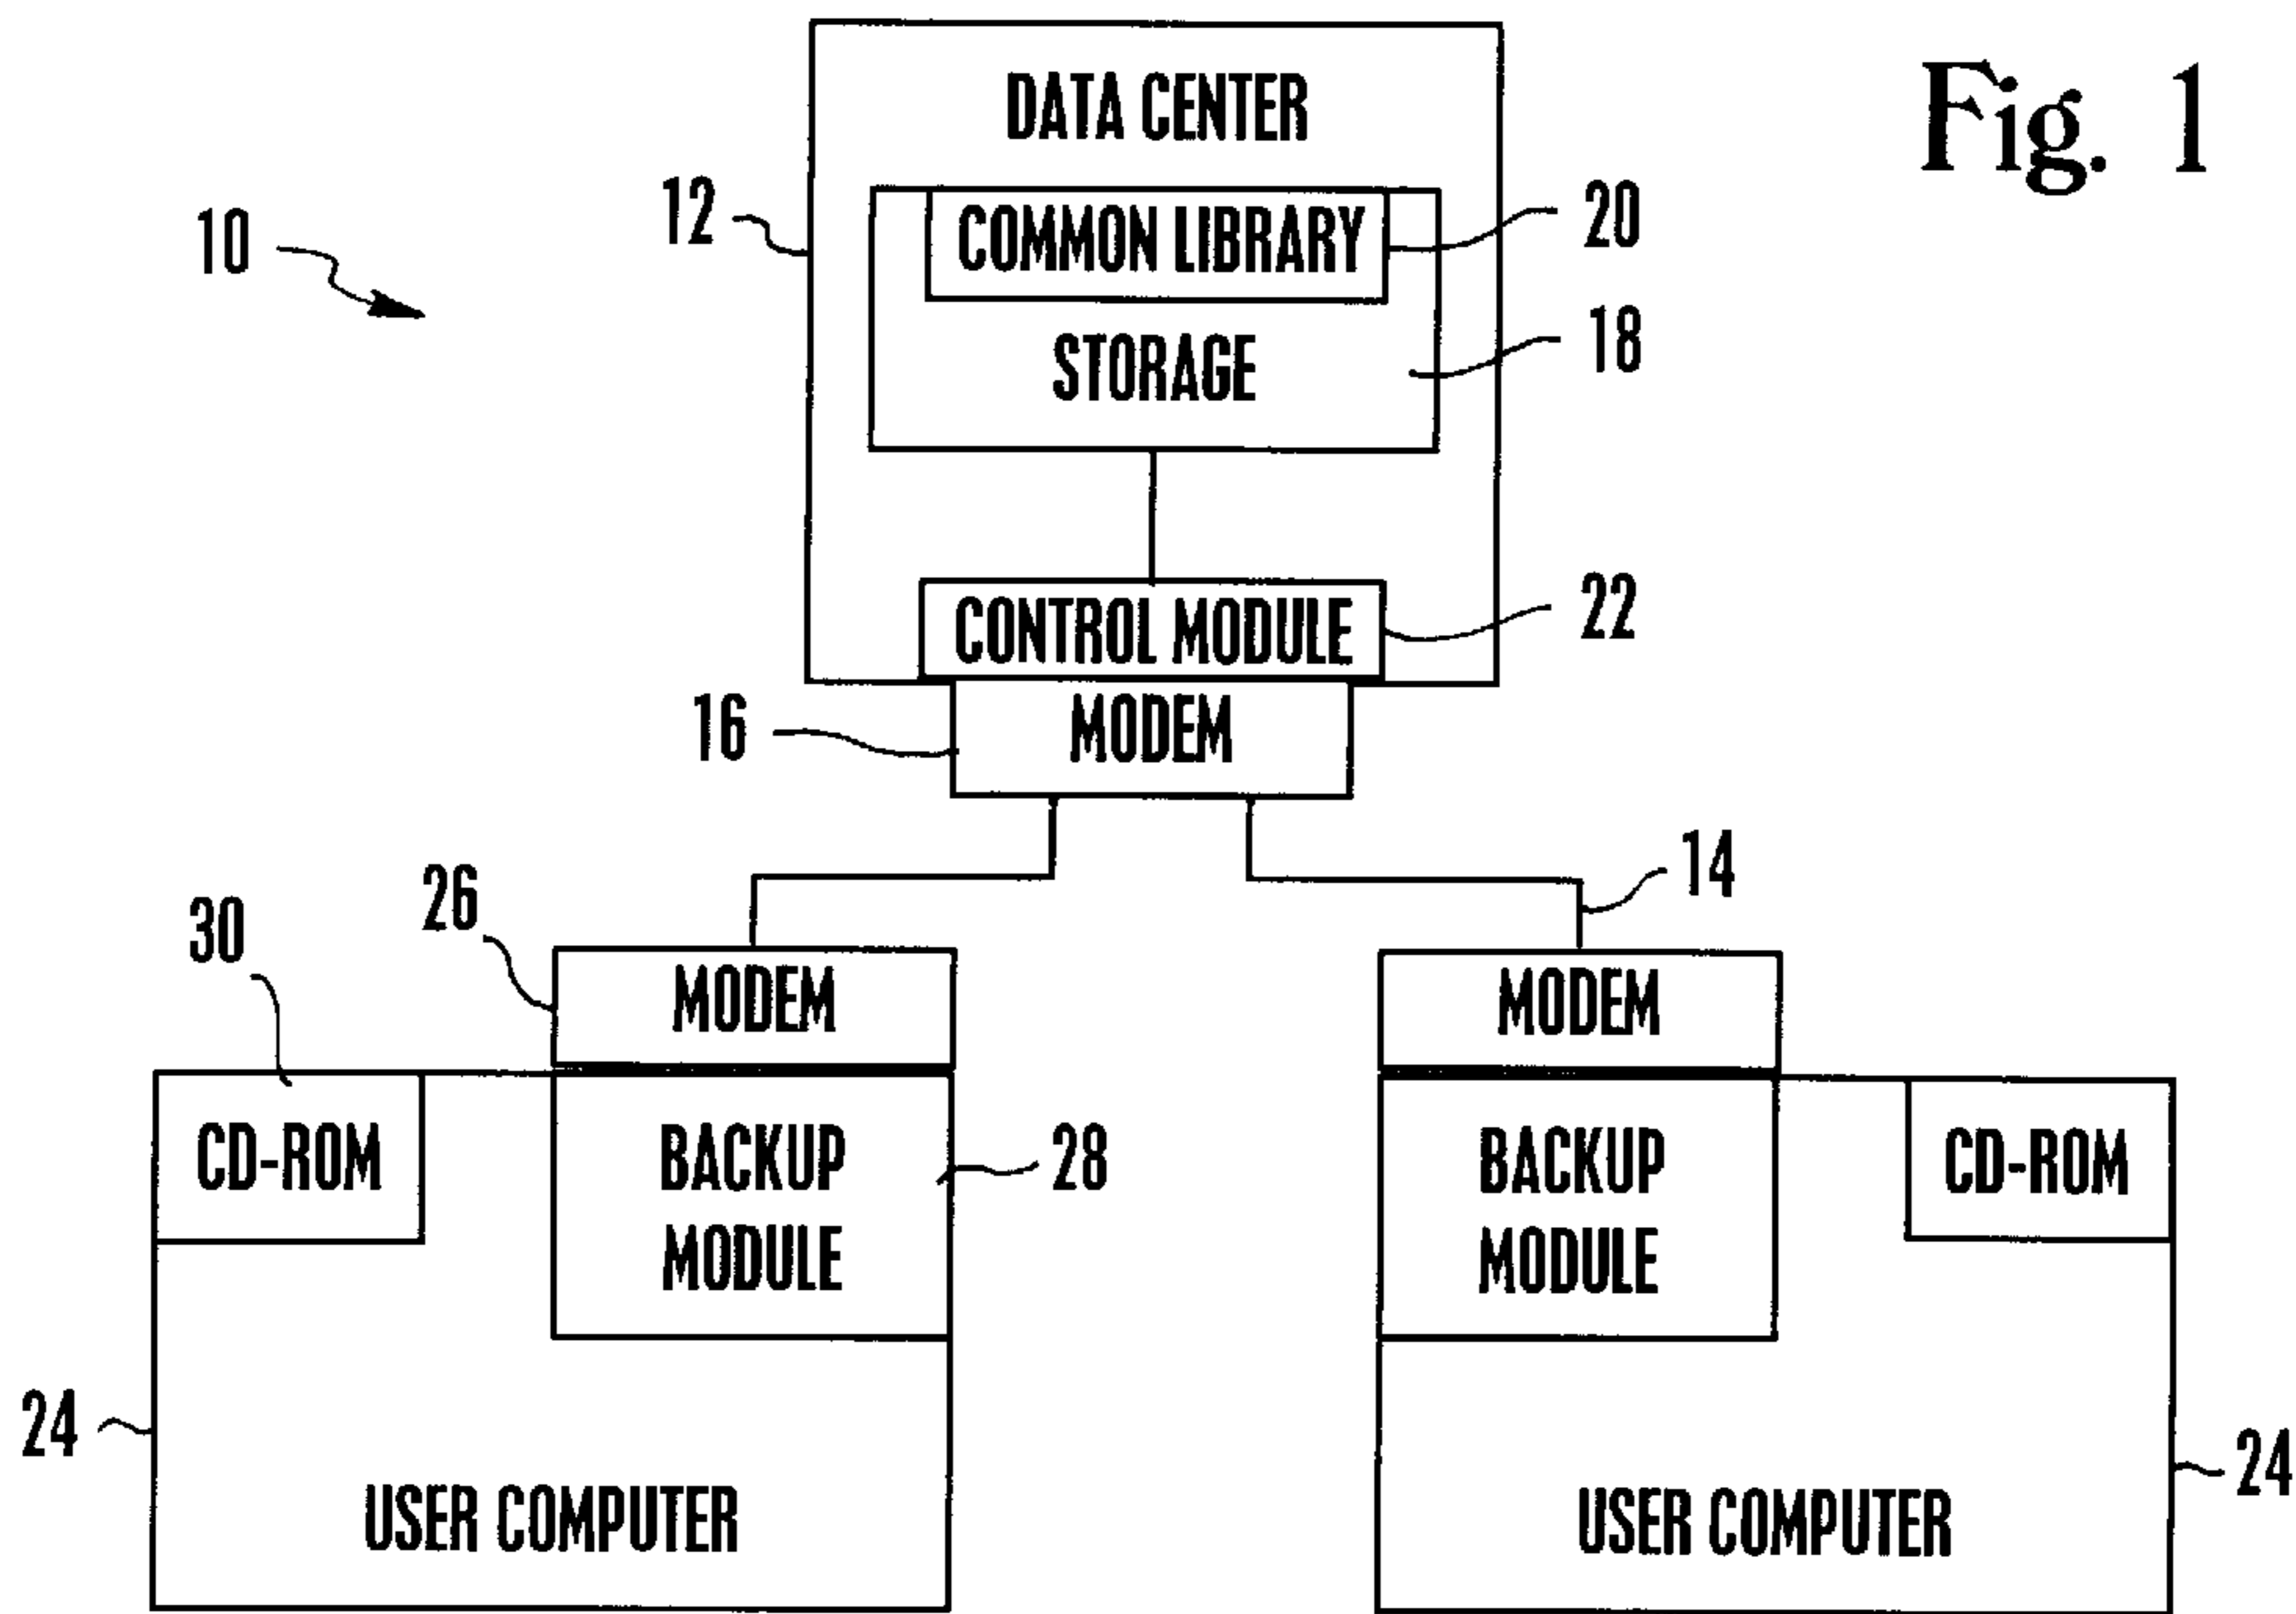 Fig. 1
DATA CENTER
10
12
COMMON LIBRARY
20
STORAGE
18
CONTROL MODULE
22
16
MODEM
14
26
30
MODEM
MODEM
CD-ROM
BACKUP
MODULE
28
BACKUP
MODULE
CD-ROM
24
USER COMPUTER
USER COMPUTER
24